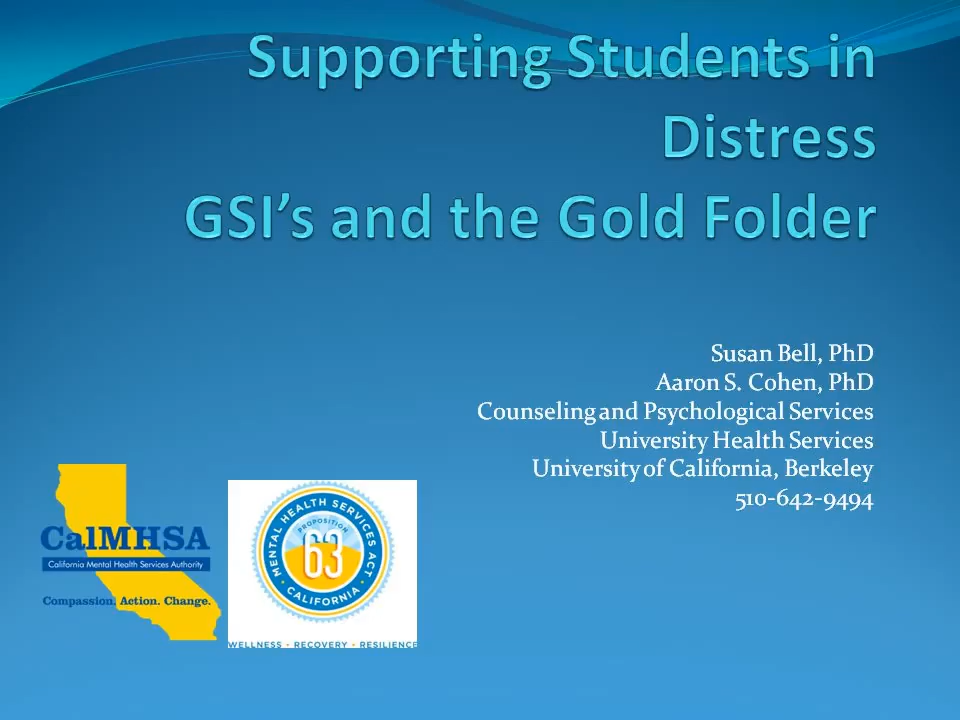 Supporting Students in
Distress
GSI’s and the Gold Folder
Susan Bell, PhD
Aaron S. Cohen, PhD
Counseling and Psychological Services
University Health Services
University of California, Berkeley
510-642-9494
CalMHSA
California Mental Health Services Authority
Compassion. Action. Change.
MENTAL HEALTH SERVICES ACT
PROPOSITION
63
CALIFORNIA
WELLNESS • RECOVERY • RESILIENCE